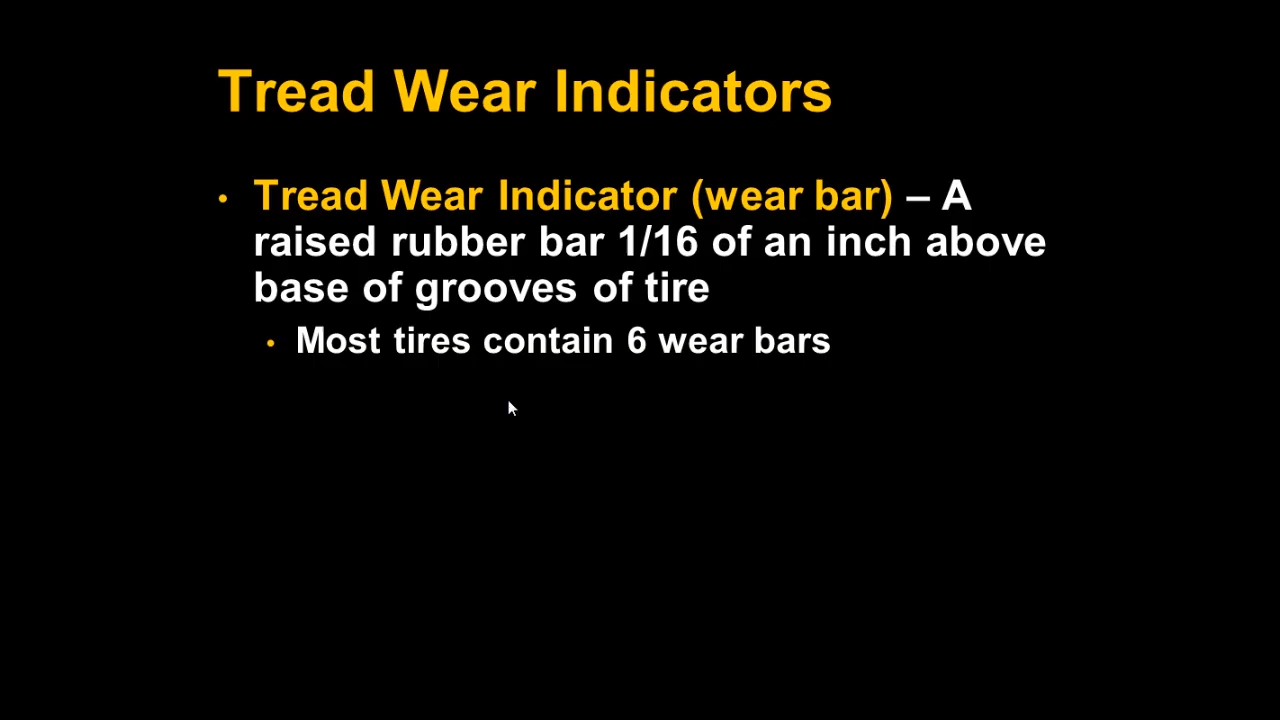 Tread Wear Indicators
• Tread Wear Indicator (wear bar) – A
raised rubber bar 1/16 of an inch above
base of grooves of tire
• Most tires contain 6 wear bars